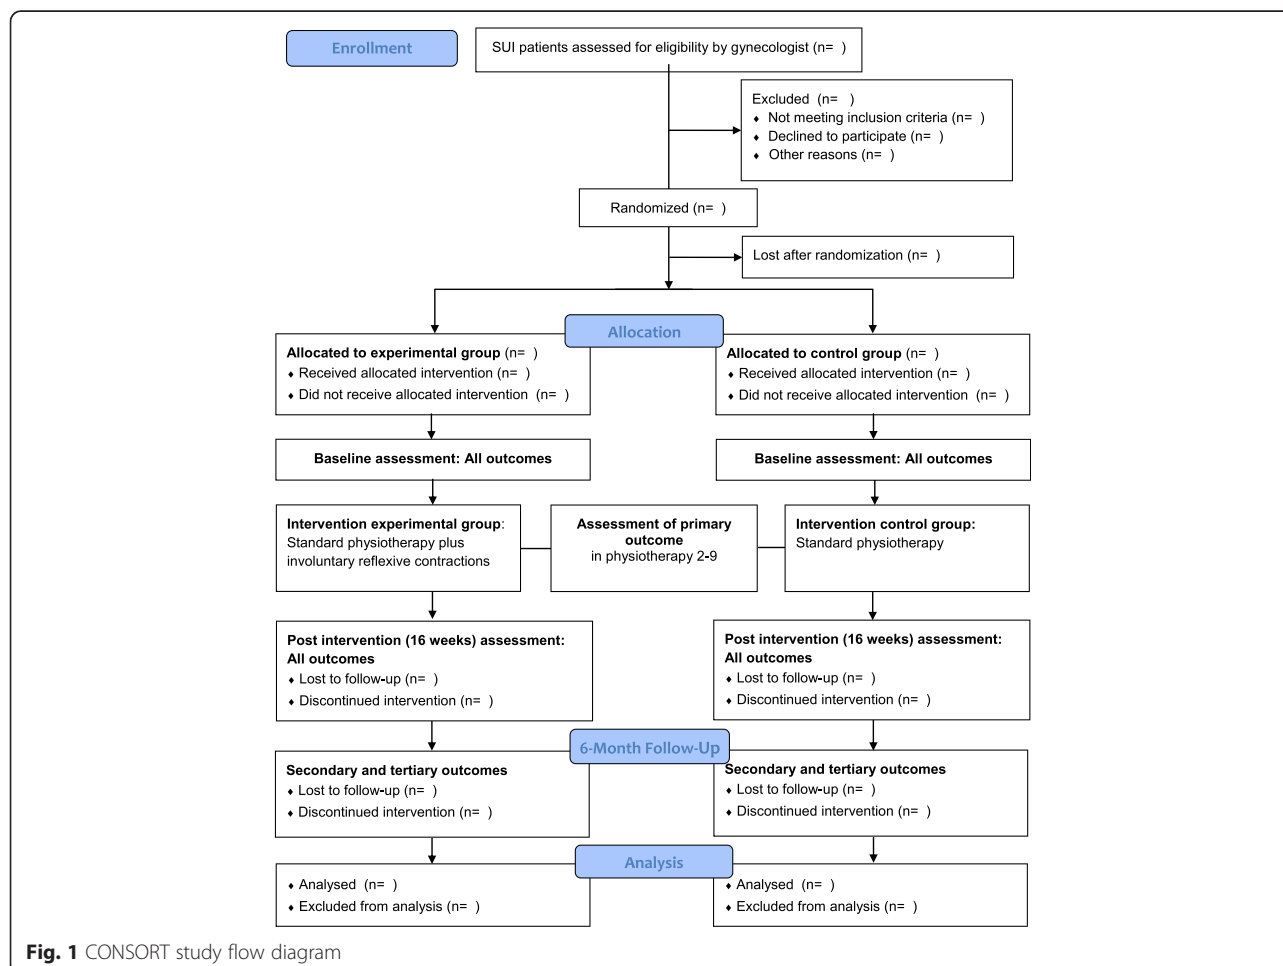 Enrollment
SUI patients assessed for eligibility by gynecologist (n= )
Excluded (n= )
♦ Not meeting inclusion criteria (n= )
♦ Declined to participate (n= )
♦ Other reasons (n= )
Randomized (n= )
Lost after randomization (n= )
Allocation
Allocated to experimental group (n= )
♦ Received allocated intervention (n= )
♦ Did not receive allocated intervention (n= )
Allocated to control group (n= )
♦ Received allocated intervention (n= )
♦ Did not receive allocated intervention (n= )
Baseline assessment: All outcomes
Baseline assessment: All outcomes
Intervention experimental group:
Standard physiotherapy plus
involuntary reflexive contractions
Assessment of primary
outcome
in physiotherapy 2-9
Intervention control group:
Standard physiotherapy
Post intervention (16 weeks) assessment:
All outcomes
♦ Lost to follow-up (n= )
♦ Discontinued intervention (n= )
Post intervention (16 weeks) assessment:
All outcomes
♦ Lost to follow-up (n= )
♦ Discontinued intervention (n= )
6-Month Follow-Up
Secondary and tertiary outcomes
♦ Lost to follow-up (n= )
♦ Discontinued intervention (n= )
Secondary and tertiary outcomes
♦ Lost to follow-up (n= )
♦ Discontinued intervention (n= )
Analysis
♦ Analysed (n= )
♦ Excluded from analysis (n= )
♦ Analysed (n= )
♦ Excluded from analysis (n= )
Fig. 1 CONSORT study flow diagram